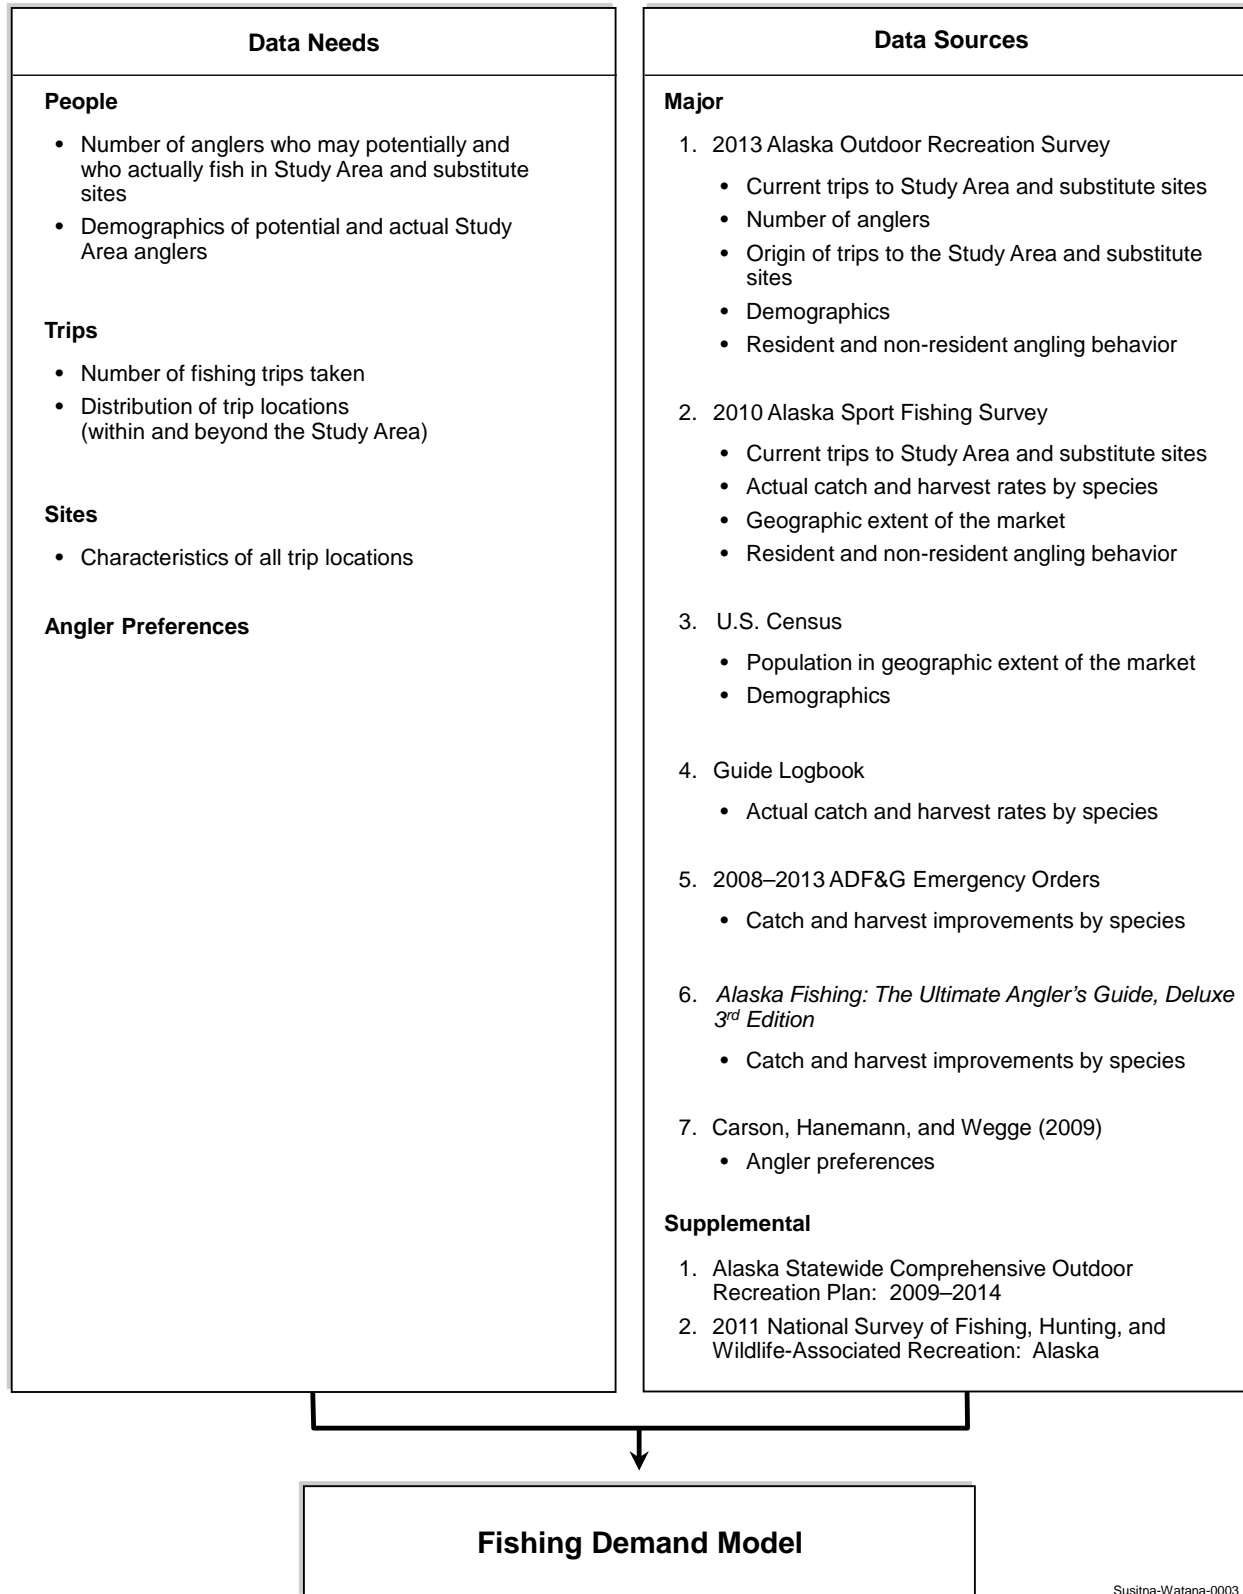 Data Needs
People
• Number of anglers who may potentially and
who actually fish in Study Area and substitute
sites
• Demographics of potential and actual Study
Area anglers
Trips
• Number of fishing trips taken
• Distribution of trip locations
(within and beyond the Study Area)
Sites
• Characteristics of all trip locations
Angler Preferences
Data Sources
Major
1. 2013 Alaska Outdoor Recreation Survey
• Current trips to Study Area and substitute sites
• Number of anglers
• Origin of trips to the Study Area and substitute
sites
• Demographics
• Resident and non-resident angling behavior
2. 2010 Alaska Sport Fishing Survey
• Current trips to Study Area and substitute sites
• Actual catch and harvest rates by species
• Geographic extent of the market
• Resident and non-resident angling behavior
3. U.S. Census
• Population in geographic extent of the market
• Demographics
4. Guide Logbook
• Actual catch and harvest rates by species
5. 2008–2013 ADF&G Emergency Orders
• Catch and harvest improvements by species
6. Alaska Fishing: The Ultimate Angler’s Guide, Deluxe
3rd Edition
• Catch and harvest improvements by species
7. Carson, Hanemann, and Wegge (2009)
• Angler preferences
Supplemental
1. Alaska Statewide Comprehensive Outdoor
Recreation Plan: 2009–2014
2. 2011 National Survey of Fishing, Hunting, and
Wildlife-Associated Recreation: Alaska
Fishing Demand Model
Susitna-Watana-0003